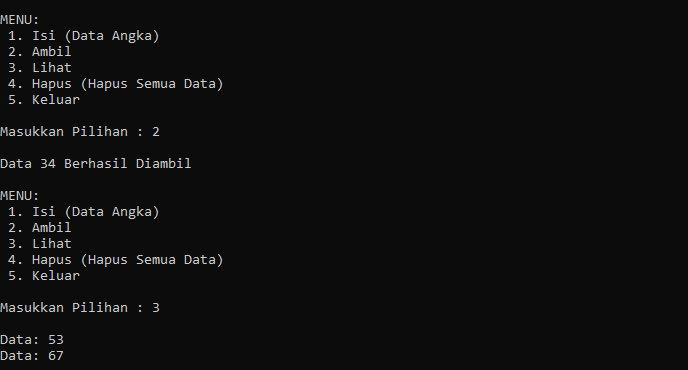 MENU:
1. Isi (Data Angka)
2. Ambil
3. Lihat
4. Hapus (Hapus Semua Data)
5. Keluar
Masukkan Pilihan : 2
Data 34 Berhasil Diambil
MENU:
1. Isi (Data Angka)
2. Ambil
3. Lihat
4. Hapus (Hapus Semua Data)
5. Keluar
Masukkan Pilihan : 3
Data: 53
Data: 67